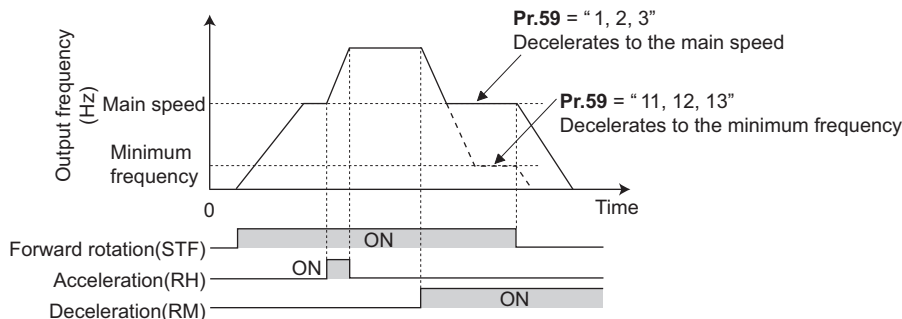 Pr.59 = “ 1, 2, 3”
Decelerates to the main speed
Output frequency
(Hz)
Main speed
Pr.59 = “ 11, 12, 13”
Decelerates to the minimum frequency
Minimum
frequency
0
Time
Forward rotation(STF)
ON
Acceleration(RH)
ON
Deceleration(RM)
ON